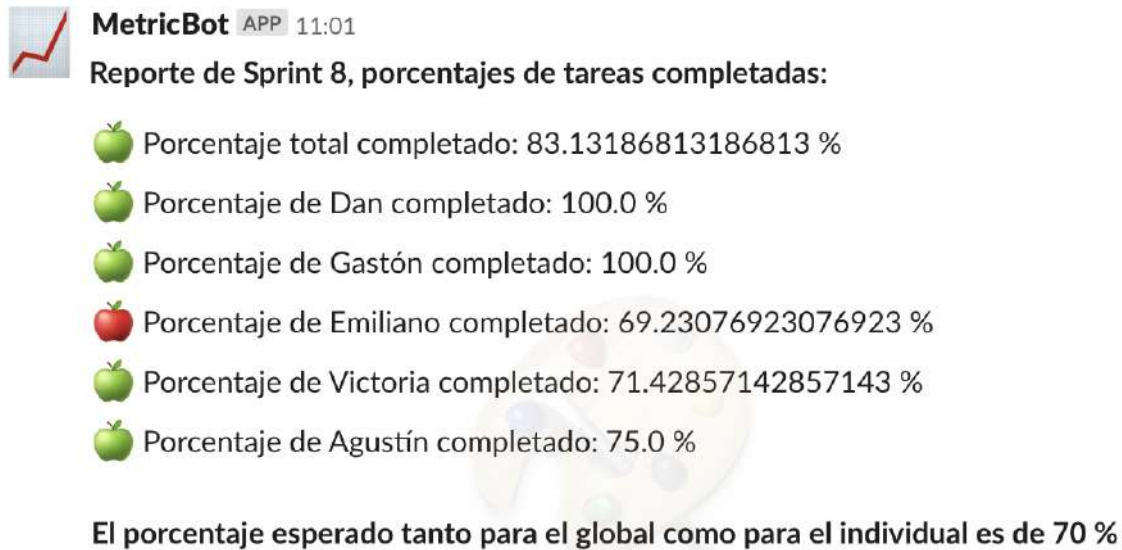 MetricBot APP 11:01
Reporte de Sprint 8, porcentajes de tareas completadas:
Porcentaje total completado: 83.13186813186813 %
Porcentaje de Dan completado: 100.0 %
Porcentaje de Gastón completado: 100.0 %
Porcentaje de Emiliano completado: 69.23076923076923 %
Porcentaje de Victoria completado: 71.42857142857143 %
Porcentaje de Agustín completado: 75.0 %
El porcentaje esperado tanto para el global como para el individual es de 70 %